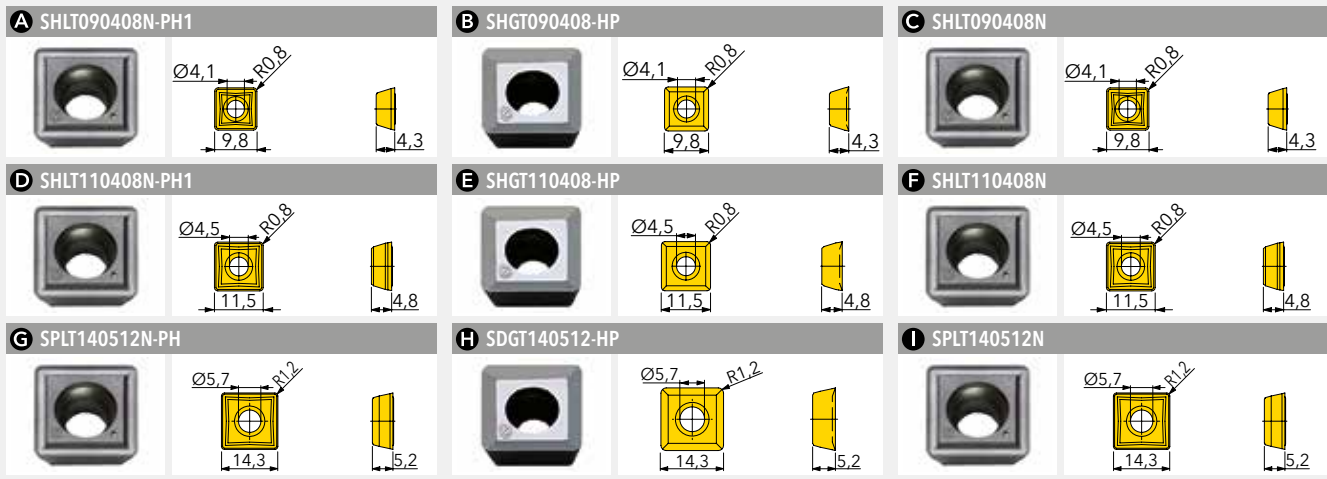 A SHLT090408N-PH1
Ø4,1
R0,8
9,8
4,3
B SHGT090408-HP
Ø4,1
R0,8
9,8
4,3
C SHLT090408N
Ø4,1
R0,8
9,8
4,3
D SHLT110408N-PH1
Ø4,5
R0,8
11,5
4,8
E SHGT110408-HP
Ø4,5
R0,8
11,5
4,8
F SHLT110408N
Ø4,5
R0,8
11,5
4,8
G SPLT140512N-PH
Ø5,7
R1,2
14,3
5,2
H SDGT140512-HP
Ø5,7
R1,2
14,3
5,2
I SPLT140512N
Ø5,7
R1,2
14,3
5,2